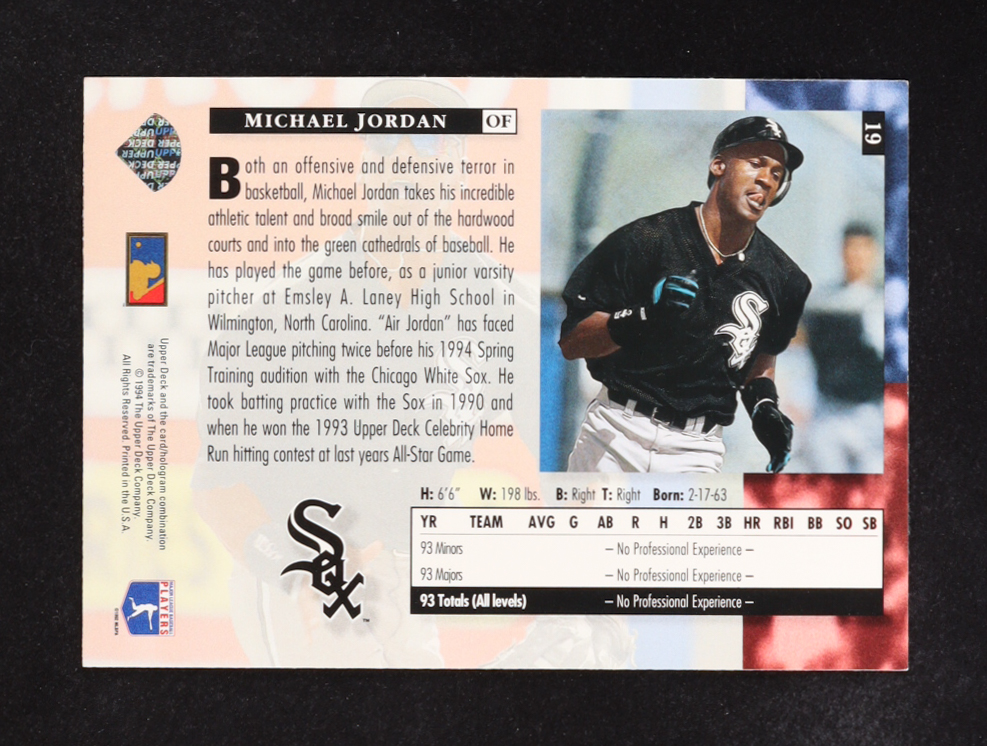 MICHAEL JORDAN OF
19
Both an offensive and defensive terror in
basketball, Michael Jordan takes his incredible
athletic talent and broad smile out of the hardwood
courts and into the green cathedrals of baseball. He
has played the game before, as a junior varsity
pitcher at Emsley A. Laney High School in
Wilmington, North Carolina. “Air Jordan” has faced
Major League pitching twice before his 1994 Spring
Training audition with the Chicago White Sox. He
took batting practice with the Sox in 1990 and
when he won the 1993 Upper Deck Celebrity Home
Run hitting contest at last years All-Star Game.
H: 6'6" W: 198 lbs. B: Right T: Right Born: 2-17-63
YR TEAM AVG G AB R H 2B 3B HR RBI BB SO SB
93 Minors – No Professional Experience –
93 Majors – No Professional Experience –
93 Totals (All levels) – No Professional Experience –
Sox
Sox
TM
UPPER DECK
Upper Deck and the card/hologram combination
are trademarks of The Upper Deck Company.
© 1994 The Upper Deck Company.
All Rights Reserved. Printed in the U.S.A.
MAJOR LEAGUE BASEBALL
PLAYERS